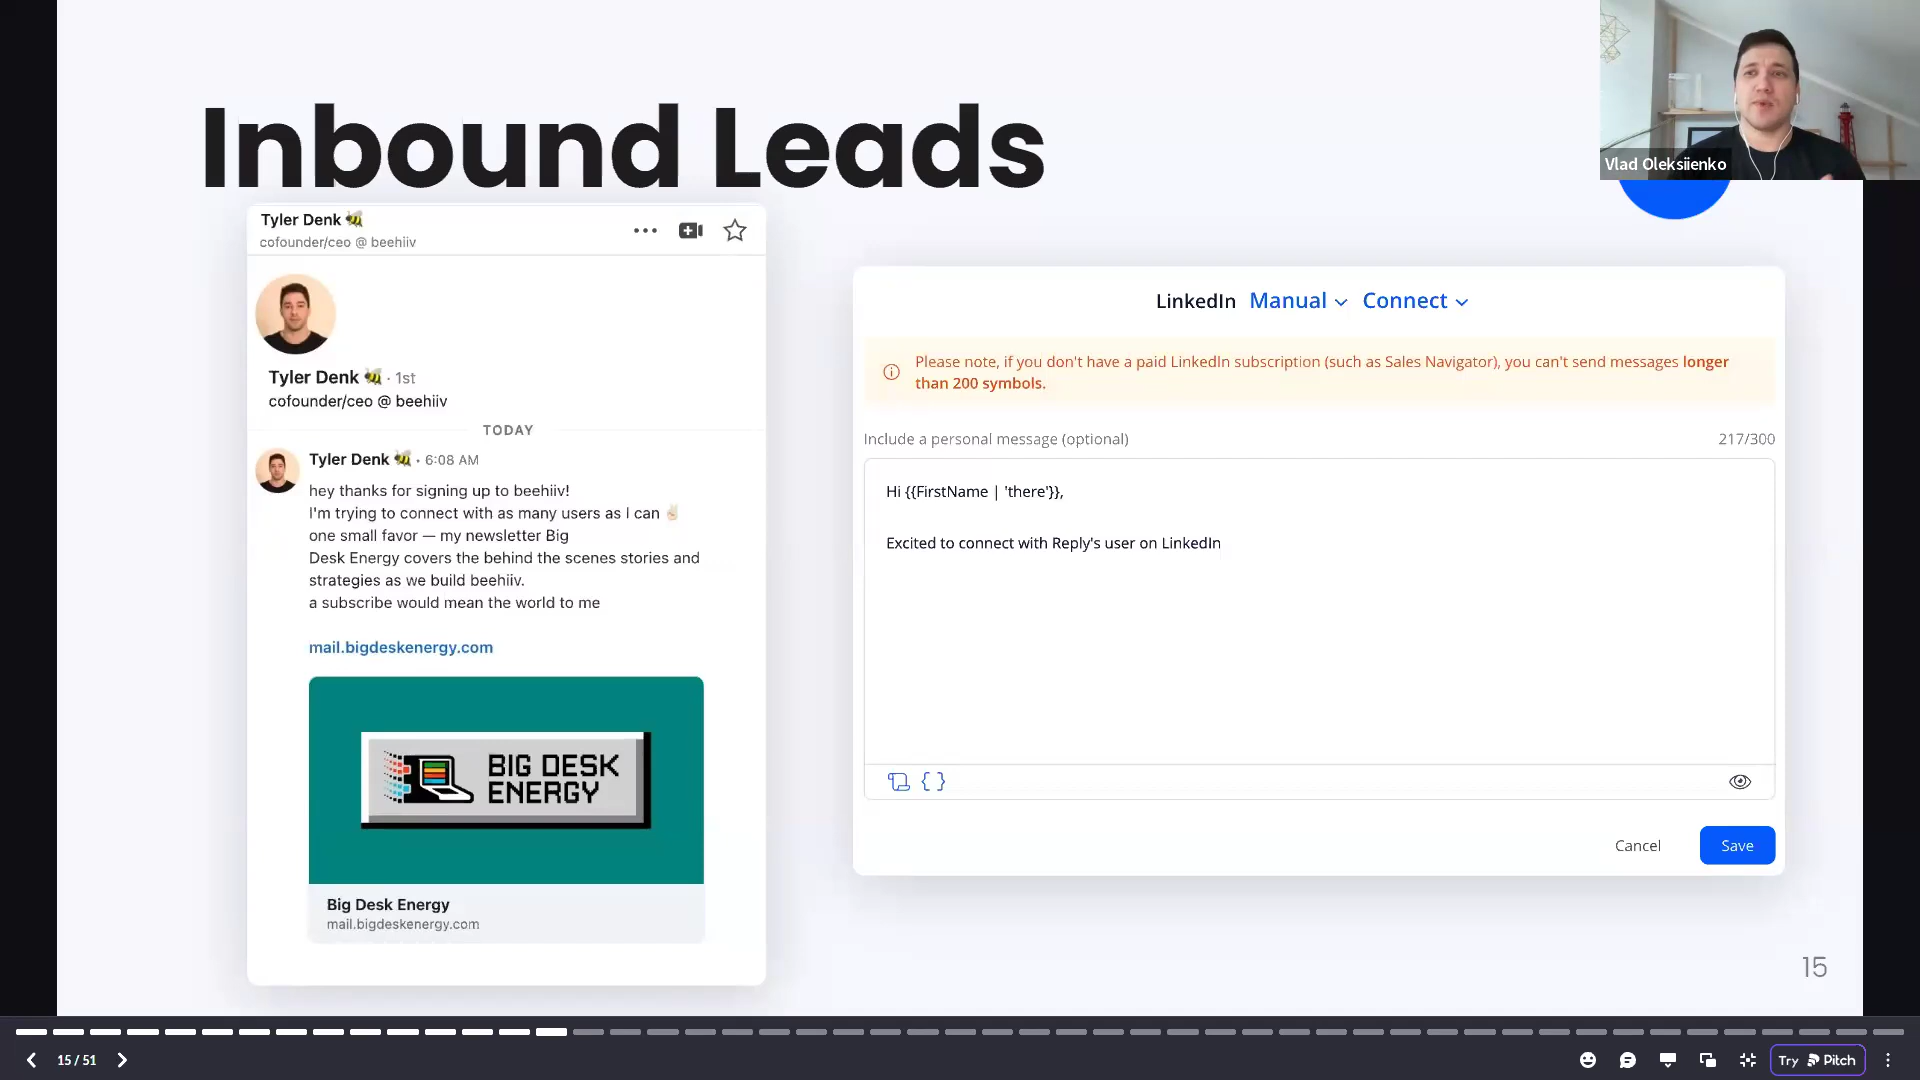 Inbound Leads
Vlad Oleksiienko
Tyler Denk 🐝
cofounder/ceo @ beehiiv
Tyler Denk 🐝 · 1st
cofounder/ceo @ beehiiv
TODAY
Tyler Denk 🐝 • 6:08 AM
hey thanks for signing up to beehiiv!
I'm trying to connect with as many users as I can ✌🏻
one small favor — my newsletter Big
Desk Energy covers the behind the scenes stories and
strategies as we build beehiiv.
a subscribe would mean the world to me
mail.bigdeskenergy.com
BIG DESK
ENERGY
Big Desk Energy
mail.bigdeskenergy.com
LinkedIn Manual Connect
Please note, if you don't have a paid LinkedIn subscription (such as Sales Navigator), you can't send messages longer
than 200 symbols.
Include a personal message (optional) 217/300
Hi {{FirstName | 'there'}},
Excited to connect with Reply's user on LinkedIn
{ }
Cancel Save
15
15 / 51
Try Pitch